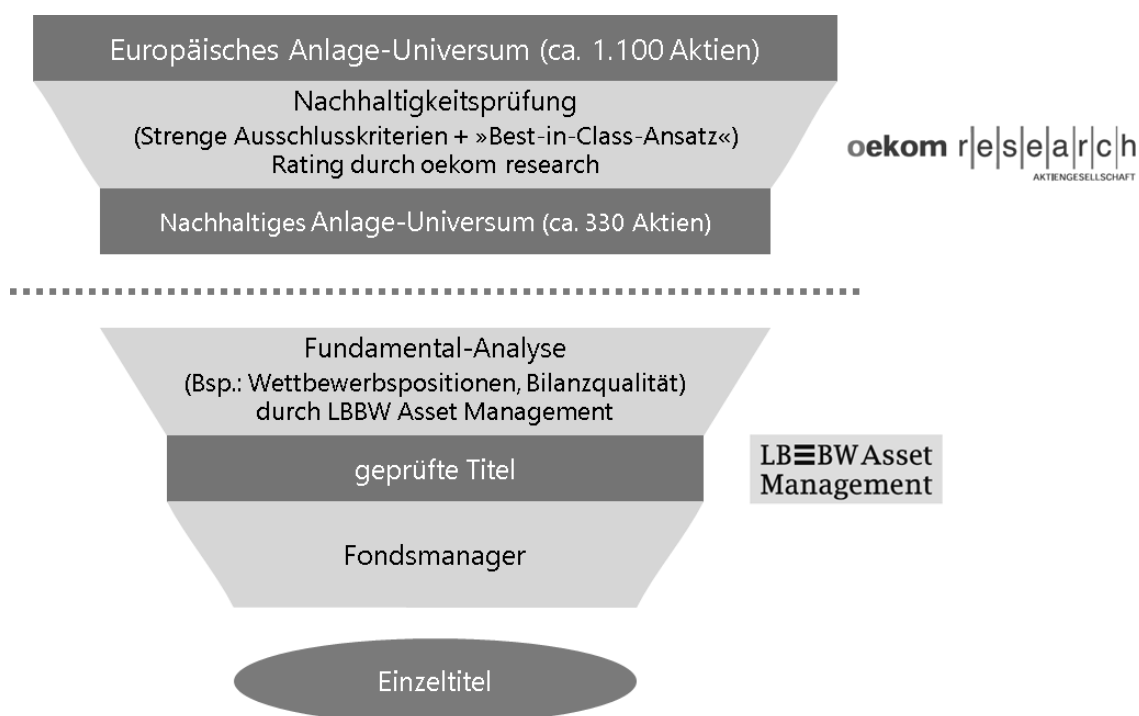 Europäisches Anlage-Universum (ca. 1.100 Aktien)
Nachhaltigkeitsprüfung
(Strenge Ausschlusskriterien + »Best-in-Class-Ansatz«)
Rating durch oekom research
oekom r|e|s|e|a|r|c|h
AKTIENGESELLSCHAFT
Nachhaltiges Anlage-Universum (ca. 330 Aktien)
Fundamental-Analyse
(Bsp.: Wettbewerbspositionen, Bilanzqualität)
durch LBBW Asset Management
geprüfte Titel
LB≡BW Asset
Management
Fondsmanager
Einzeltitel